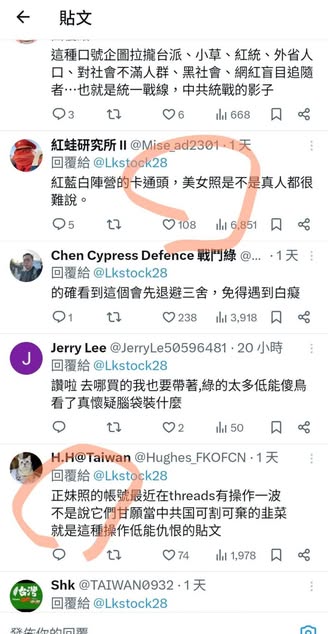 貼文
這種口號企圖拉攏台派、小草、紅統、外省人
口、對社會不滿人群、黑社會、網紅盲目追隨
者…也就是統一戰線，中共統戰的影子
3 6 668
紅蛙研究所 II @Mise_ad2301 · 1 天
回覆給 @Lkstock28
紅藍白陣營的卡通頭，美女照是不是真人都很
難說。
5 108 6,851
Chen Cypress Defence 戰鬥綠 @... · 1 天
回覆給 @Lkstock28
的確看到這個會先退避三舍，免得遇到白癡
1 238 3,918
J
Jerry Lee @JerryLe50596481 · 20 小時
回覆給 @Lkstock28
讚啦 去哪買的我也要帶著,綠的太多低能傻鳥
看了真懷疑腦袋裝什麼
2 50
H.H@Taiwan @Hughes_FKOFCN · 1 天
回覆給 @Lkstock28
正妹照的帳號最近在threads有操作一波
不是說它們甘願當中共国可割可棄的韭菜
就是這種操作低能仇恨的貼文
74 1,978
Shk @TAIWAN0932 · 1 天
回覆給 @Lkstock28
發佈你的回覆